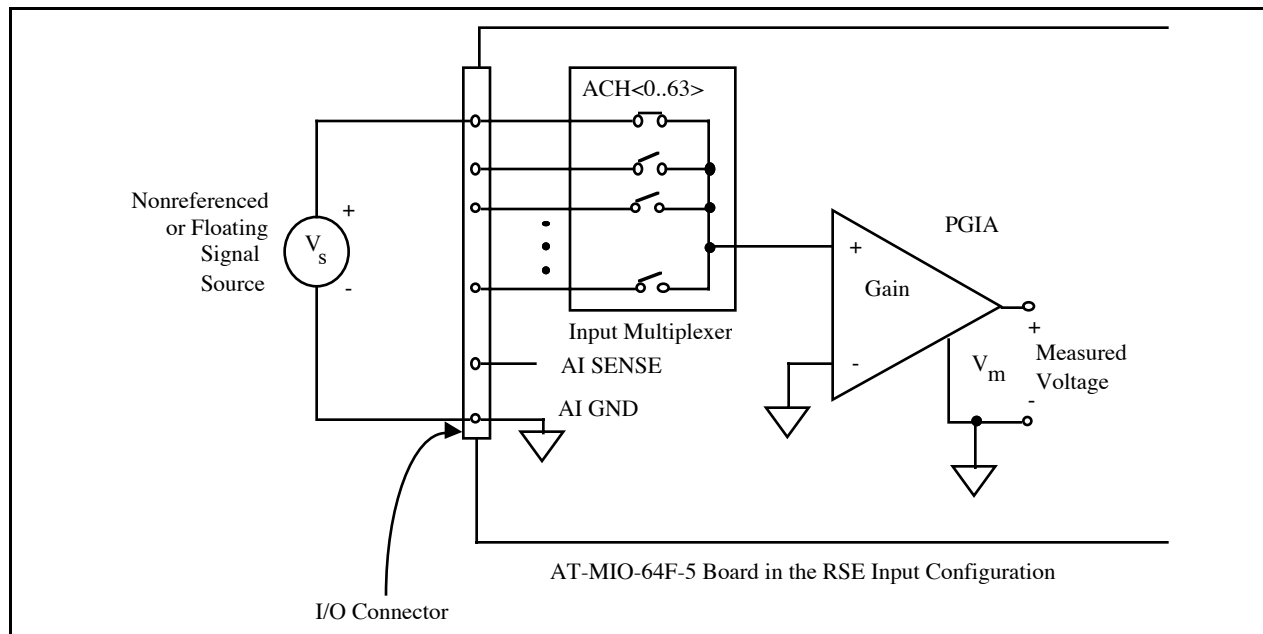 ACH<0..63>
Nonreferenced
or Floating
Signal
Source
+
V
s
-
Input Multiplexer
AI SENSE
AI GND
PGIA
+
Gain
-
+
V
m
Measured
Voltage
-
AT-MIO-64F-5 Board in the RSE Input Configuration
I/O Connector